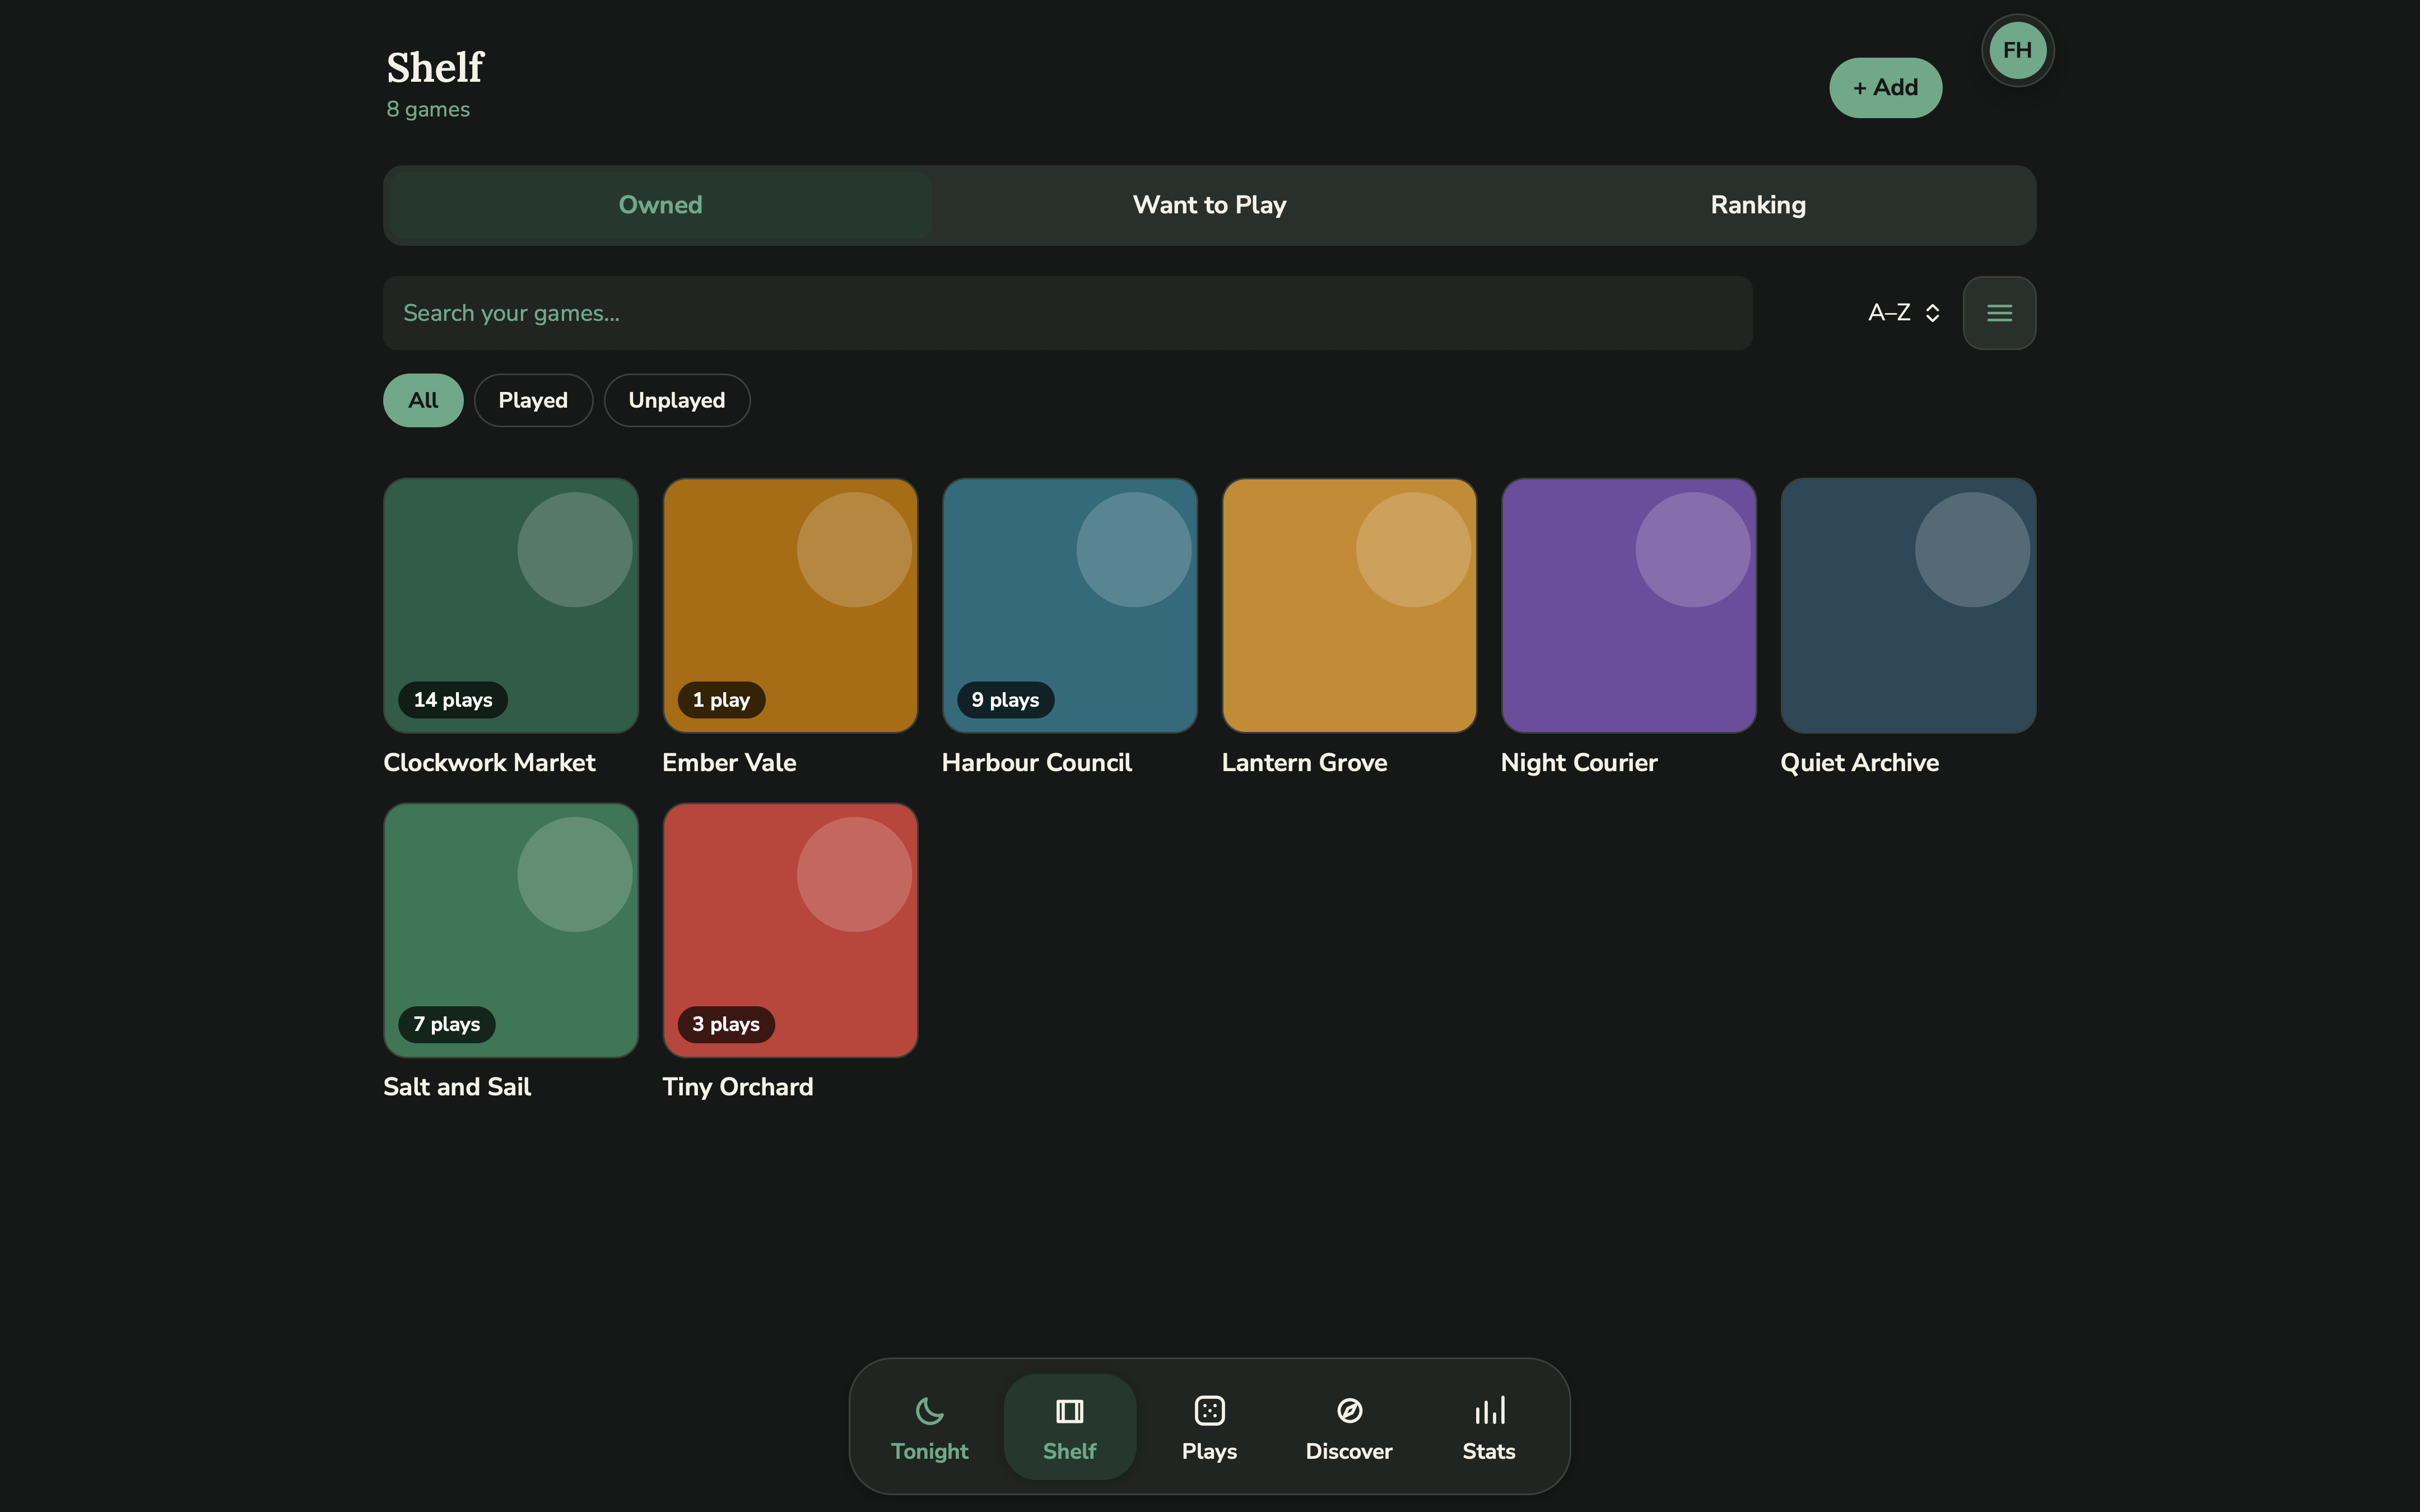 Shelf
8 games
+ Add
FH
Owned
Want to Play
Ranking
Search your games...
A–Z
All
Played
Unplayed
14 plays
1 play
9 plays
Clockwork Market
Ember Vale
Harbour Council
Lantern Grove
Night Courier
Quiet Archive
7 plays
3 plays
Salt and Sail
Tiny Orchard
Tonight
Shelf
Plays
Discover
Stats